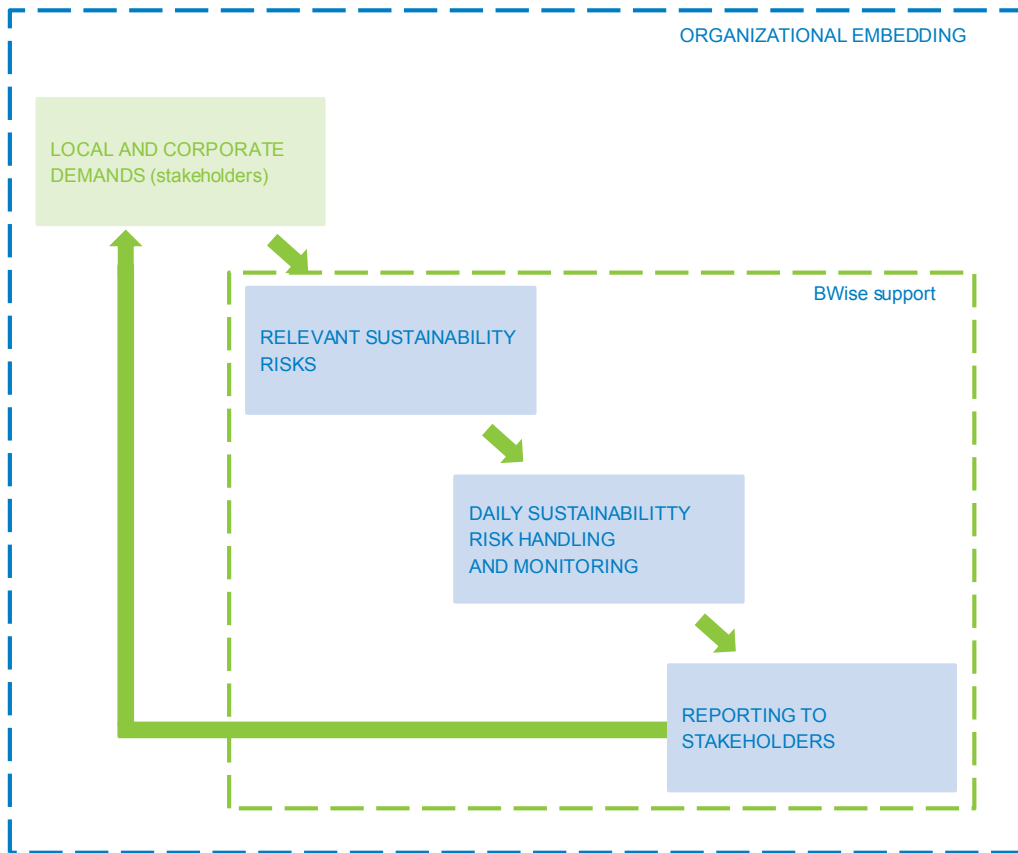 ORGANIZATIONAL EMBEDDING
LOCAL AND CORPORATE
DEMANDS (stakeholders)
BWise support
RELEVANT SUSTAINABILITY
RISKS
DAILY SUSTAINABILITTY
RISK HANDLING
AND MONITORING
REPORTING TO
STAKEHOLDERS